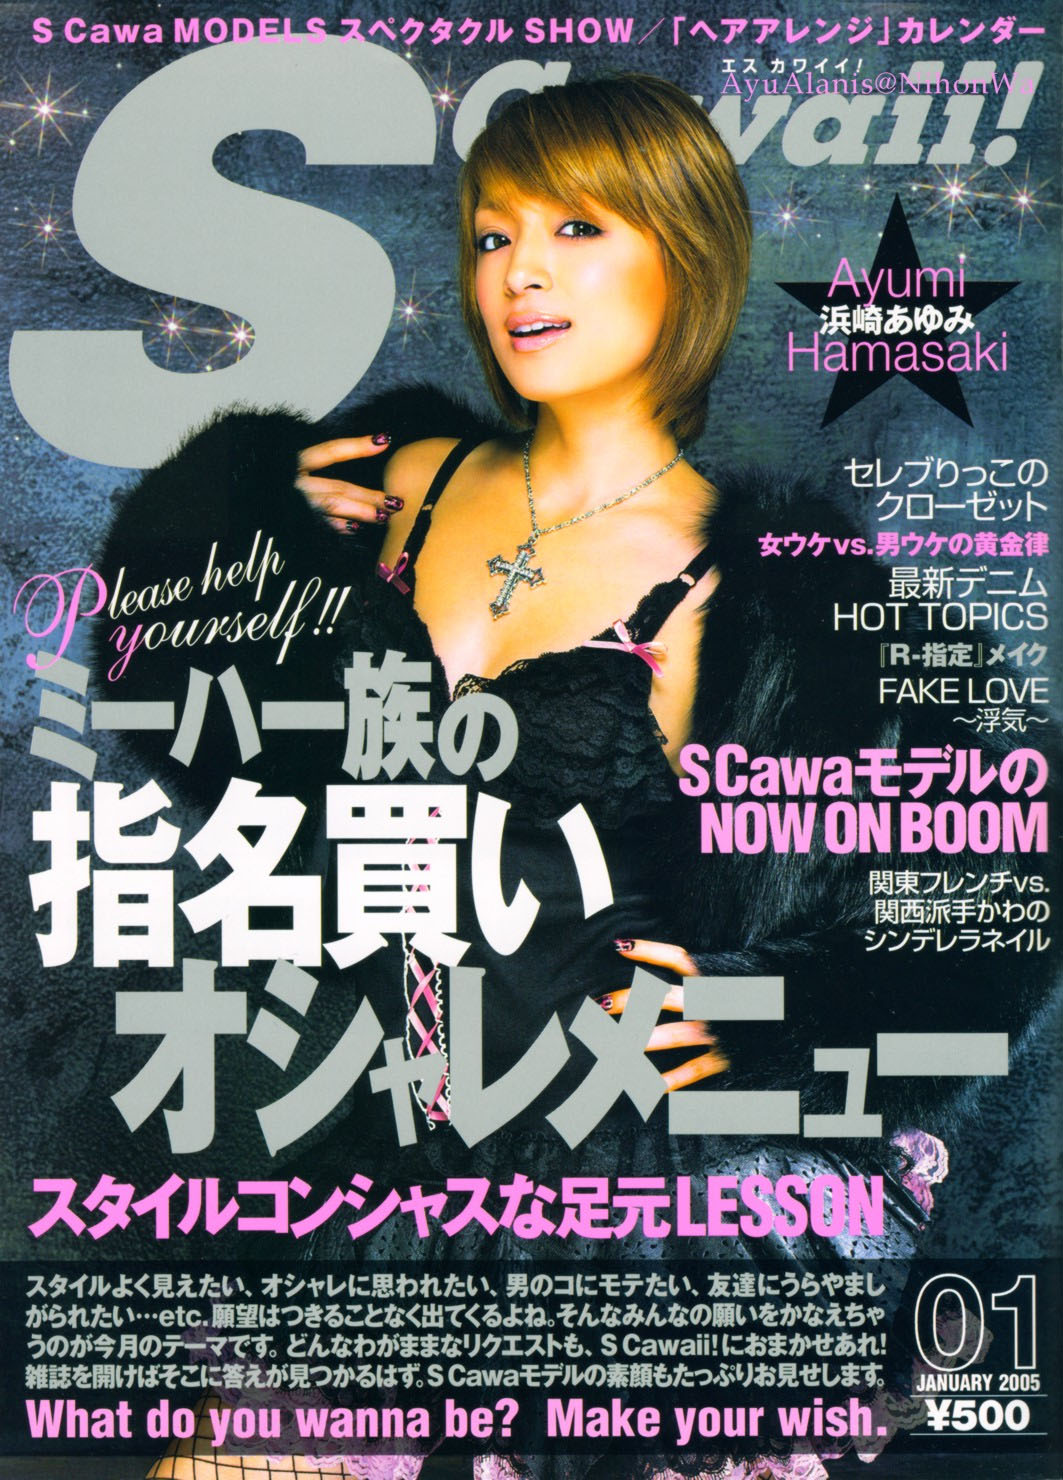 S Cawa MODELS スペクタクル SHOW／「ヘアアレンジ」カレンダー
エス カワイイ!
S Cawaii!
AyuAlanis@NihonWa
Ayumi
浜崎あゆみ
Hamasaki
セレブりっこの
クローゼット
女ウケvs.男ウケの黄金律
最新デニム
HOT TOPICS
『R-指定』メイク
FAKE LOVE
〜浮気〜
S Cawaモデルの
NOW ON BOOM
関東フレンチvs.
関西派手かわの
シンデレラネイル
Please help
yourself!!
ミーハー族の
指名買い
オシャレメニュー
スタイルコンシャスな足元LESSON
スタイルよく見えたい、オシャレに思われたい、男のコにモテたい、友達にうらやまし
がられたい…etc.願望はつきることなく出てくるよね。そんなみんなの願いをかなえちゃ
うのが今月のテーマです。どんなわがままなリクエストも、S Cawaii!におまかせあれ!
雑誌を開けばそこに答えが見つかるはず。S Cawaモデルの素顔もたっぷりお見せします。
What do you wanna be? Make your wish.
01
JANUARY 2005
¥500